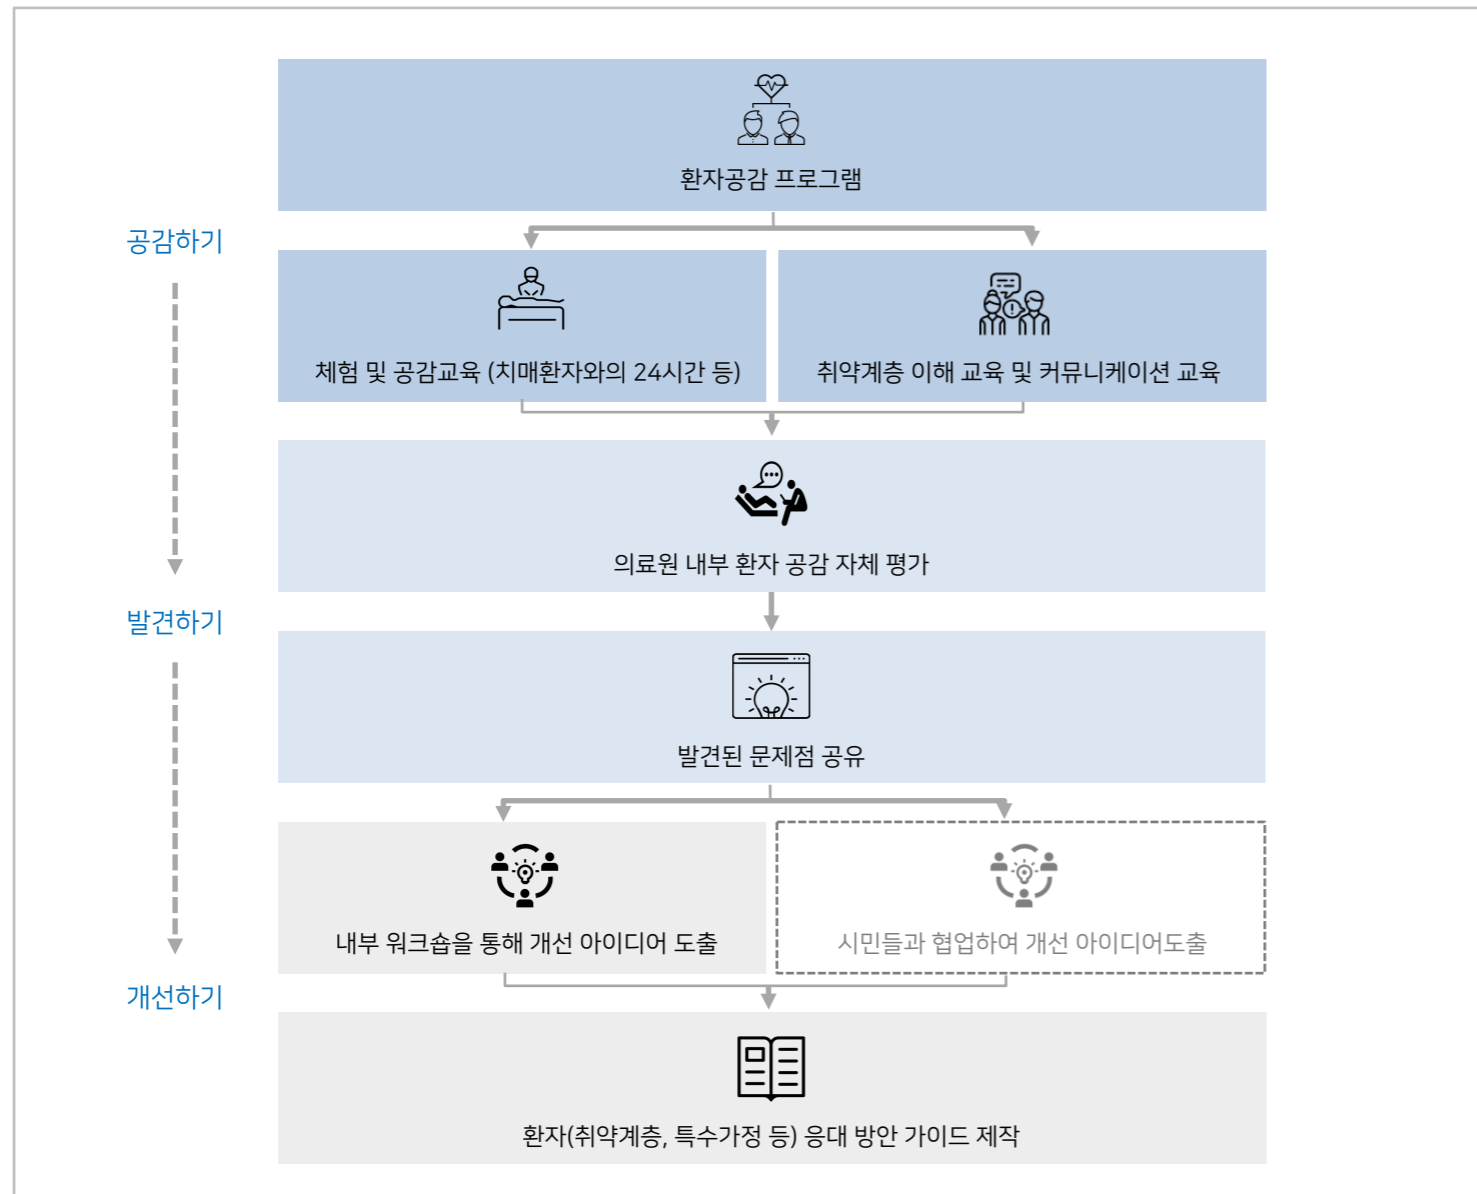 환자공감 프로그램
공감하기
체험 및 공감교육 (치매환자와의 24시간 등)
취약계층 이해 교육 및 커뮤니케이션 교육
의료원 내부 환자 공감 자체 평가
발견하기
발견된 문제점 공유
내부 워크숍을 통해 개선 아이디어 도출
시민들과 협업하여 개선 아이디어도출
개선하기
환자(취약계층, 특수가정 등) 응대 방안 가이드 제작